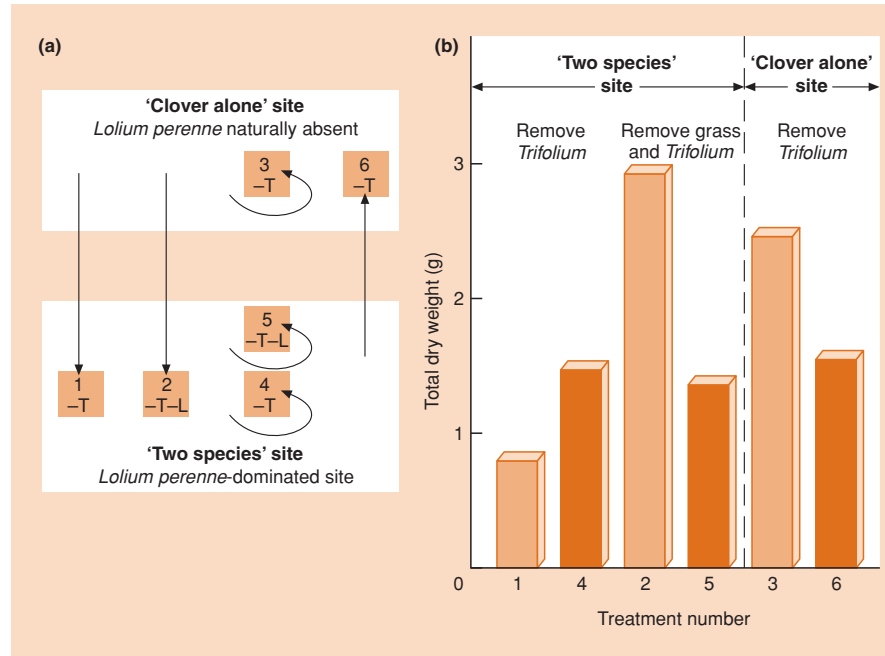 (a)
'Clover alone' site
Lolium perenne naturally absent
3
–T
6
–T
5
–T–L
1
–T
2
–T–L
4
–T
'Two species' site
Lolium perenne-dominated site
(b)
'Two species'
site
'Clover alone'
site
Remove
Trifolium
Remove grass
and Trifolium
Remove
Trifolium
Total dry weight (g)
3
2
1
0
1
4
2
5
3
6
Treatment number